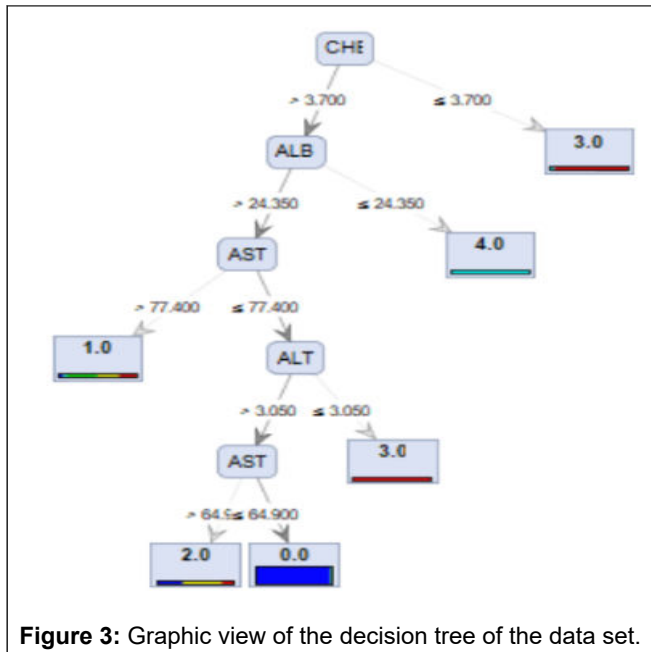 CHE
> 3.700 ≤ 3.700
ALB 3.0
> 24.350 ≤ 24.350
AST 4.0
> 77.400 ≤ 77.400
1.0 ALT
> 3.050 ≤ 3.050
AST 3.0
> 64.9 ≤ 64.900
2.0 0.0
Figure 3: Graphic view of the decision tree of the data set.